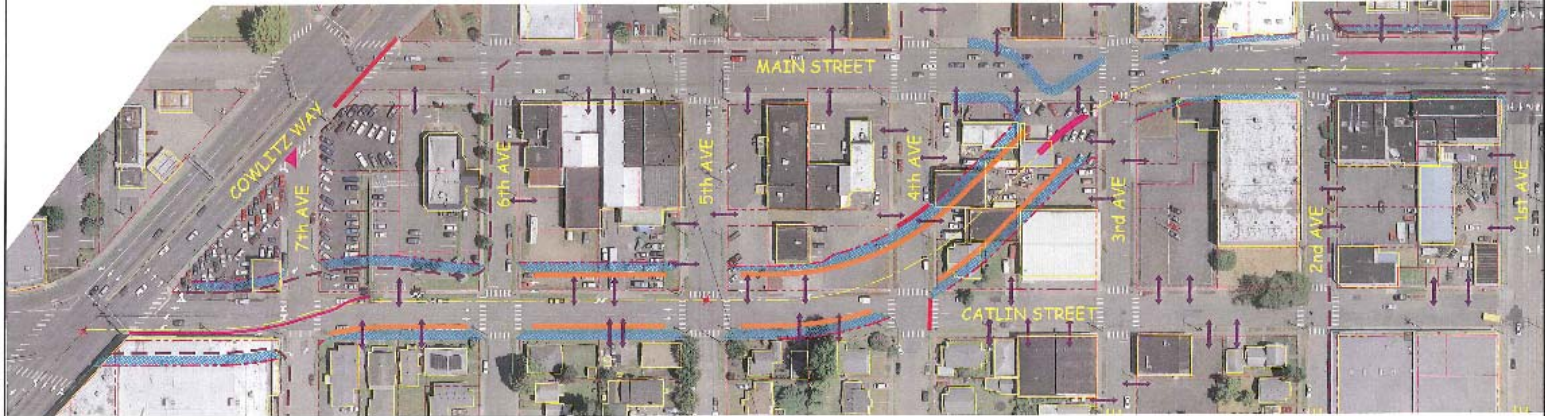 MAIN STREET
COWLITZ WAY
7th AVE
6th AVE
5th AVE
4th AVE
3rd AVE
2nd AVE
1st AVE
CATLIN STREET